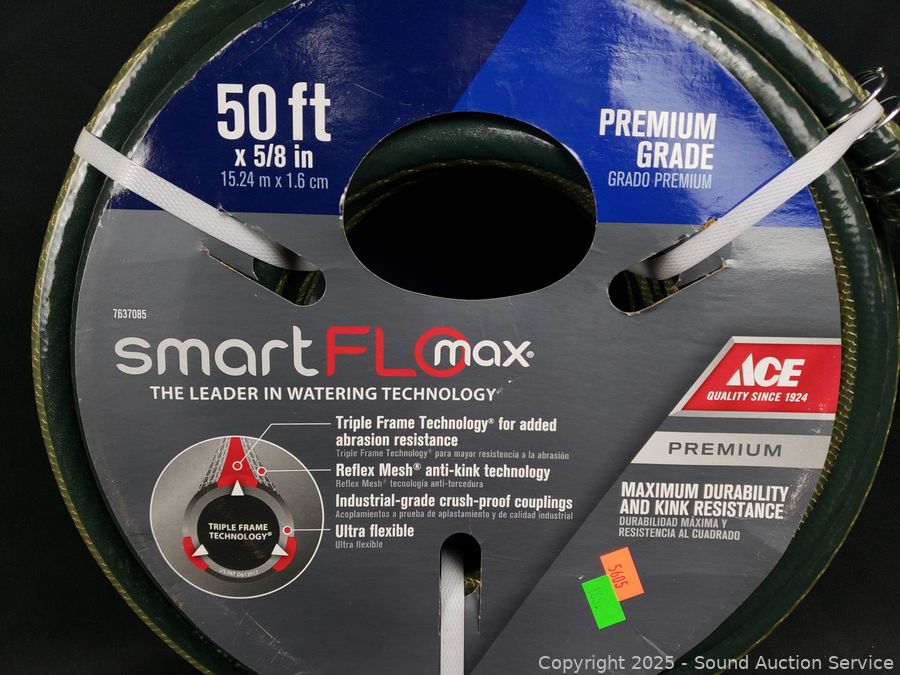 50 ft
x 5/8 in
15.24 m x 1.6 cm
PREMIUM
GRADE
GRADO PREMIUM
7637085
smartFLOmax®
THE LEADER IN WATERING TECHNOLOGY
ACE
QUALITY SINCE 1924
PREMIUM
MAXIMUM DURABILITY
AND KINK RESISTANCE
DURABILIDAD MÁXIMA Y
RESISTENCIA AL CUADRADO
Triple Frame Technology® for added
abrasion resistance
Triple Frame Technology® para mayor resistencia a la abrasión
Reflex Mesh® anti-kink technology
Reflex Mesh® tecnología anti-torcedura
Industrial-grade crush-proof couplings
Acoplamientos a prueba de aplastamiento y de calidad industrial
Ultra flexible
Ultra flexible
TRIPLE FRAME
TECHNOLOGY®
US PAT D612917
5605
Copyright 2025 - Sound Auction Service